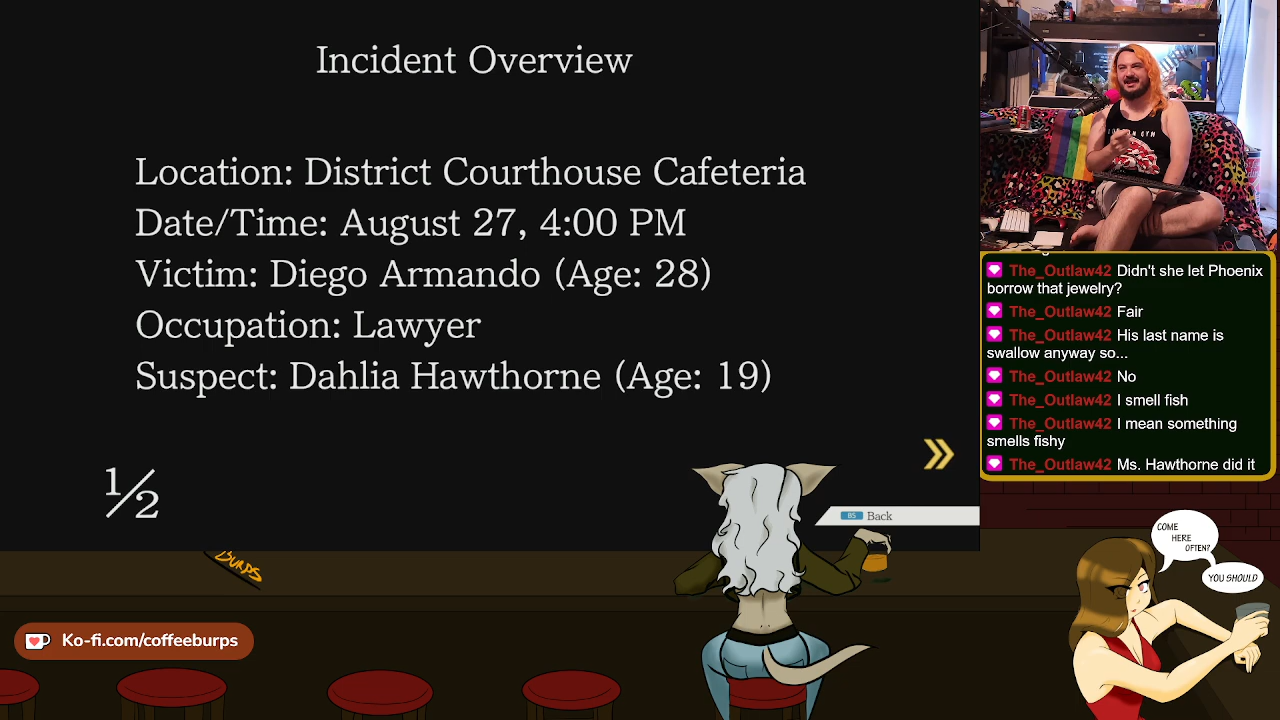 Incident Overview
Location: District Courthouse Cafeteria
Date/Time: August 27, 4:00 PM
Victim: Diego Armando (Age: 28)
Occupation: Lawyer
Suspect: Dahlia Hawthorne (Age: 19)
1/2
BS Back
The_Outlaw42 Didn't she let Phoenix
borrow that jewelry?
The_Outlaw42 Fair
The_Outlaw42 His last name is
swallow anyway so...
The_Outlaw42 No
The_Outlaw42 I smell fish
The_Outlaw42 I mean something
smells fishy
The_Outlaw42 Ms. Hawthorne did it
BURPS
Ko-fi.com/coffeeburps
COME
HERE
OFTEN?
YOU SHOULD